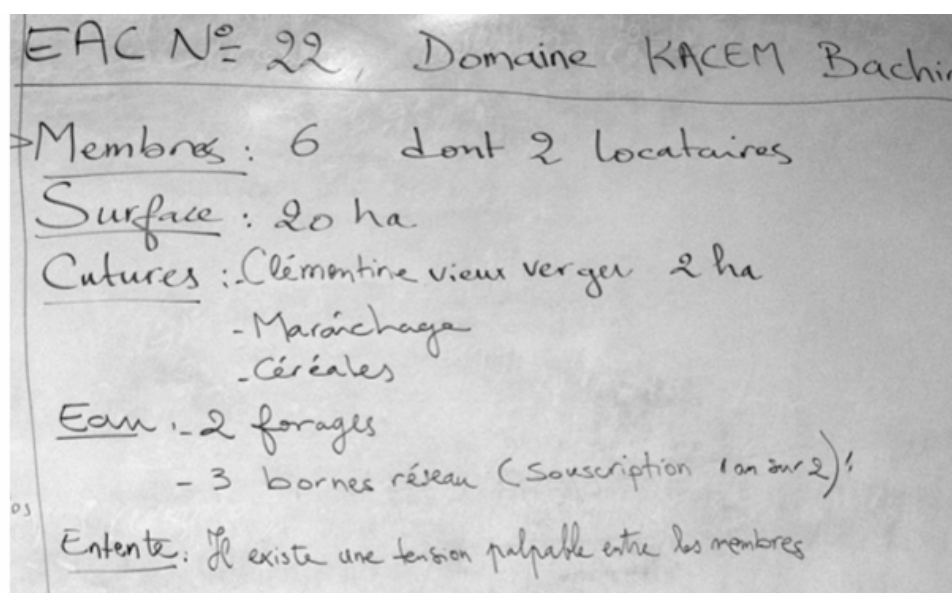 EAC N° 22, Domaine KACEM Bachir
Membres : 6 dont 2 locataires
Surface : 20 ha
Cutures : - Clémentine vieux verger 2 ha
- Maraîchage
- Céréales
Eau : - 2 forages
- 3 bornes réseau (Souscription 1 an sur 2) !
os
Entente : Il existe une tension palpable entre les membres